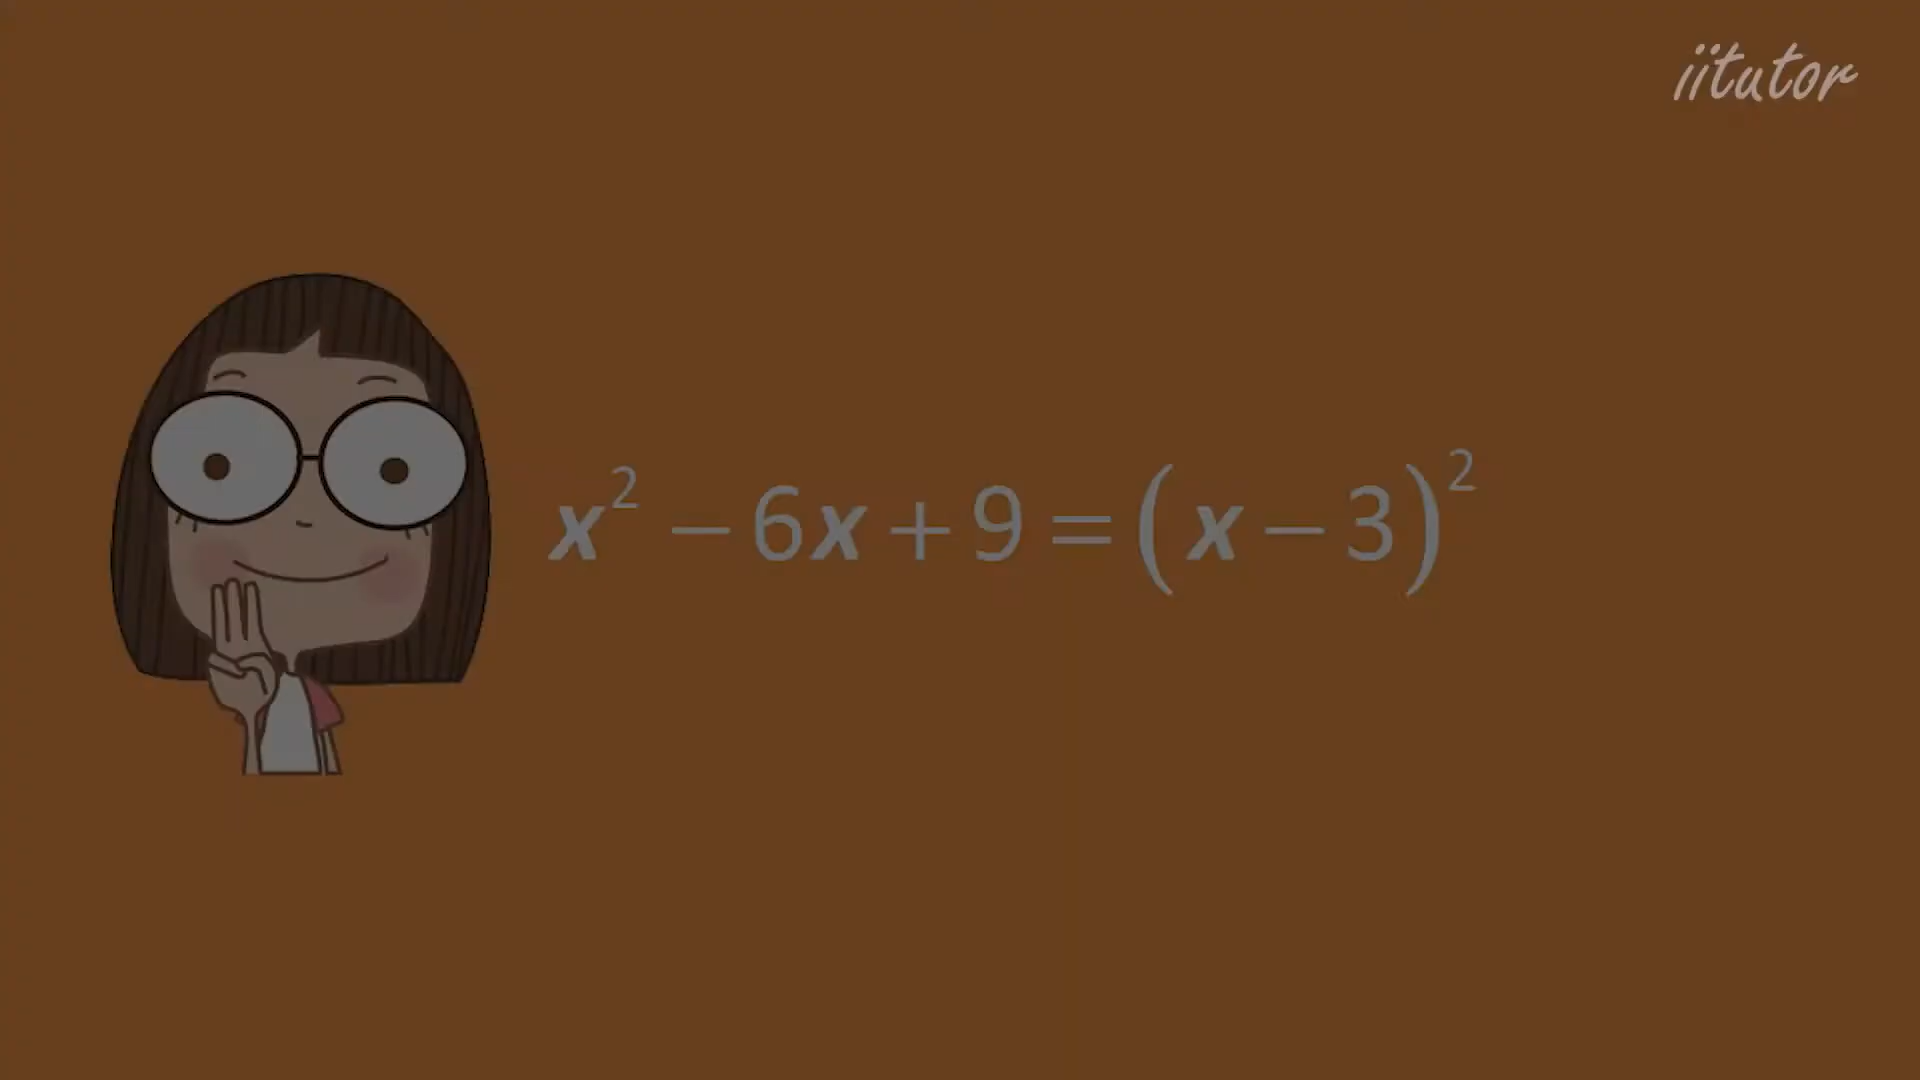 iitutor
x² − 6x + 9 = (x − 3)²